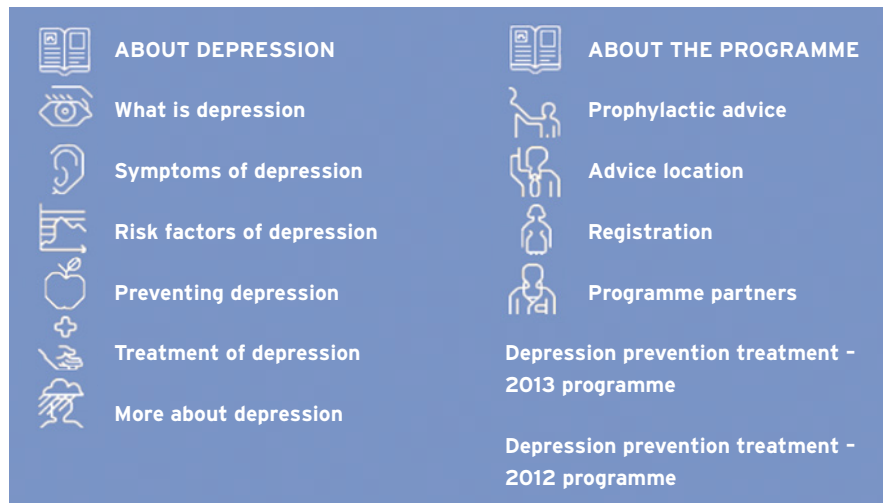 ABOUT DEPRESSION
What is depression
Symptoms of depression
Risk factors of depression
Preventing depression
Treatment of depression
More about depression
ABOUT THE PROGRAMME
Prophylactic advice
Advice location
Registration
Programme partners
Depression prevention treatment –
2013 programme
Depression prevention treatment –
2012 programme